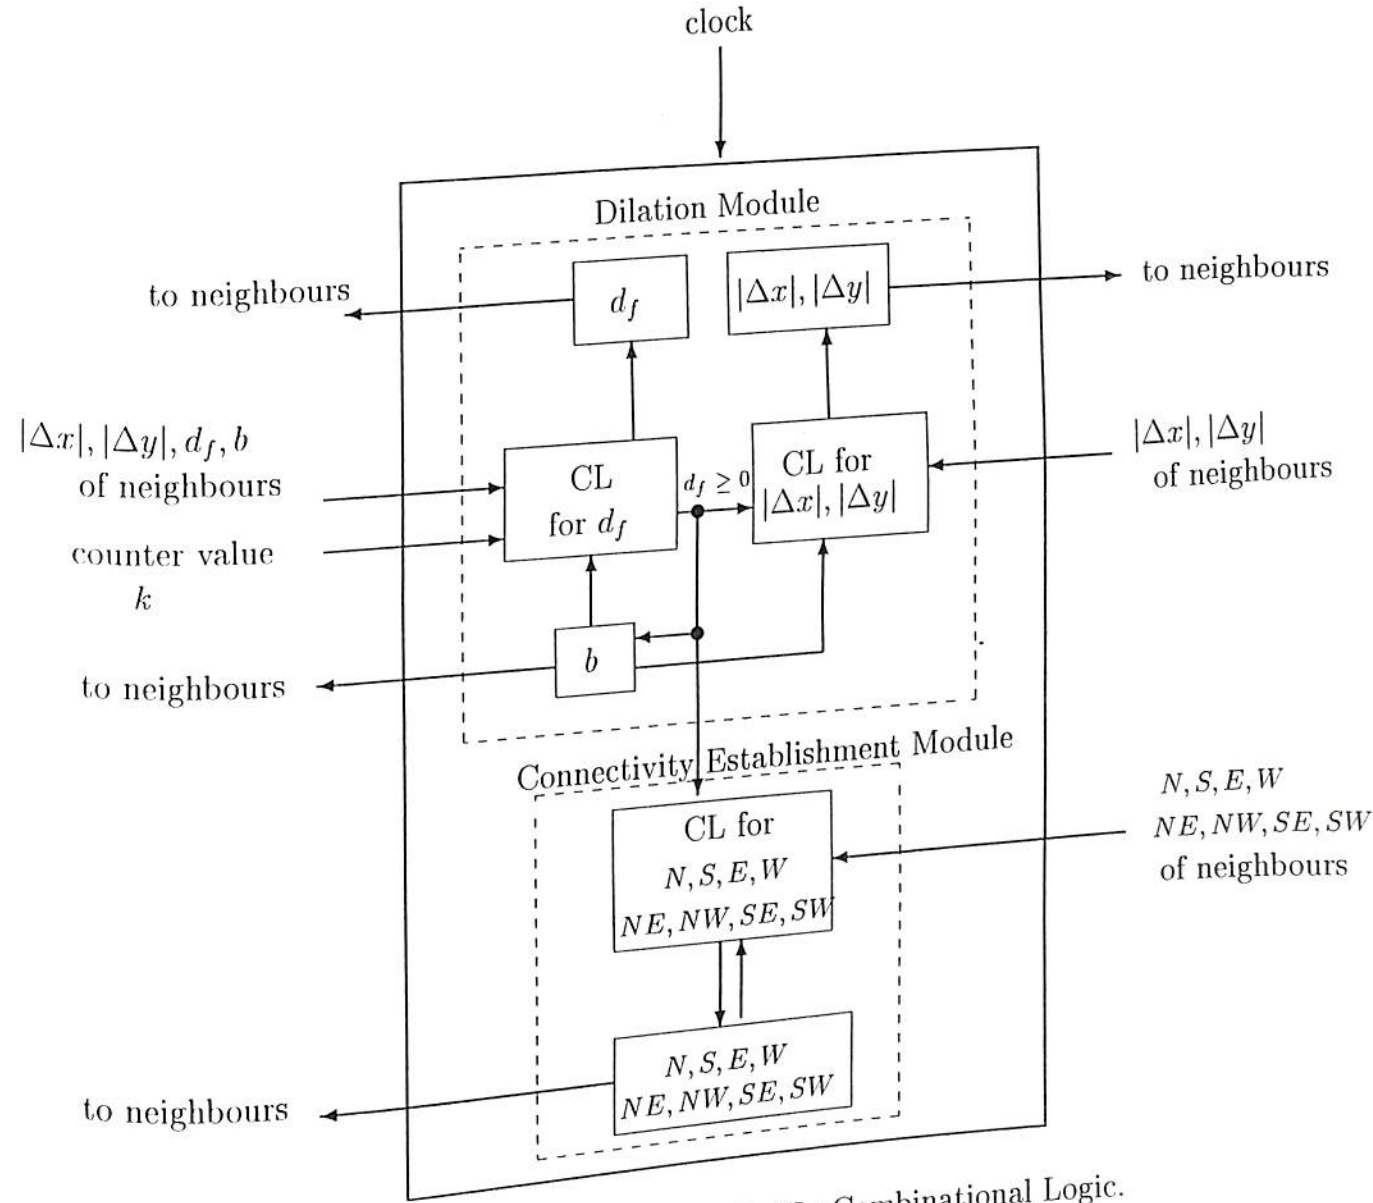 clock
Dilation Module
to neighbours
d_f
|Δx|, |Δy|
to neighbours
|Δx|, |Δy|, d_f, b
of neighbours
CL
for d_f
d_f ≥ 0
CL for
|Δx|, |Δy|
|Δx|, |Δy|
of neighbours
counter value
k
b
to neighbours
Connectivity Establishment Module
CL for
N, S, E, W
NE, NW, SE, SW
N, S, E, W
NE, NW, SE, SW
of neighbours
N, S, E, W
NE, NW, SE, SW
to neighbours
Combinational Logic.